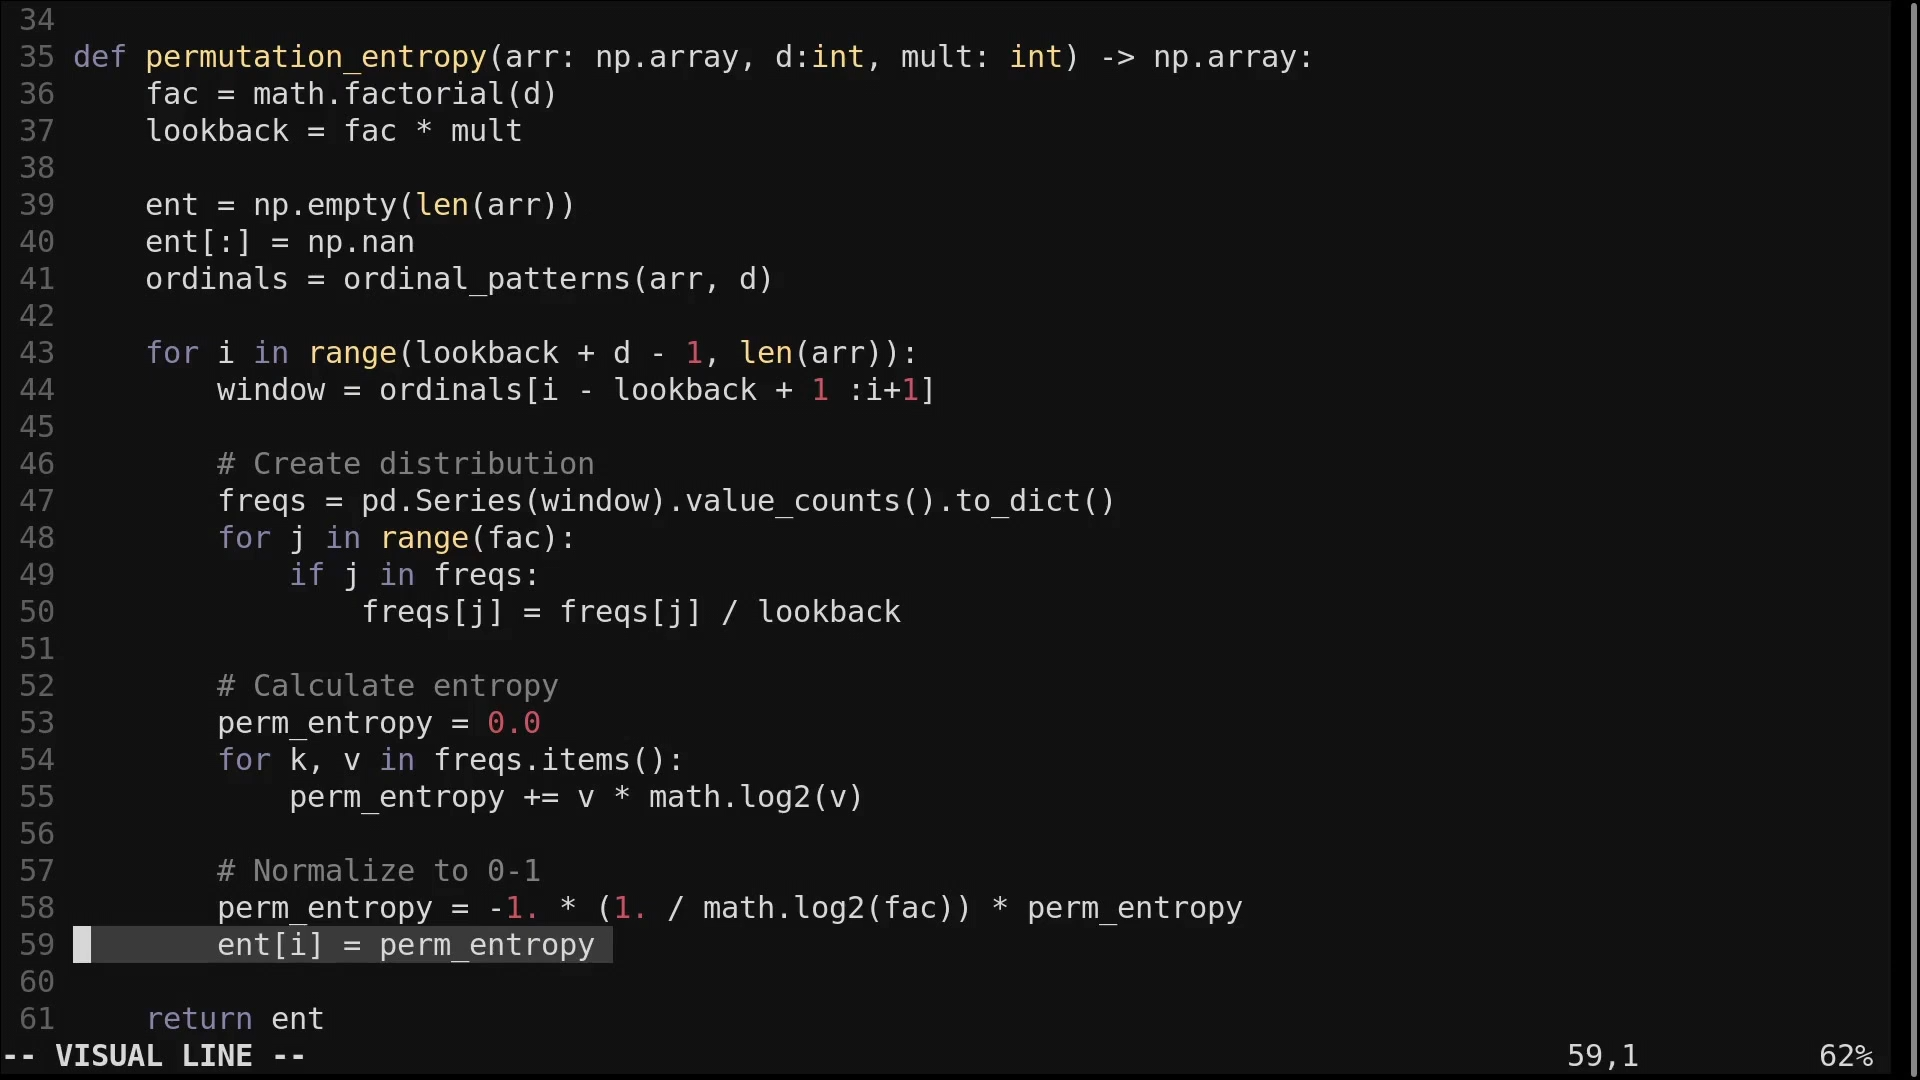 34
35 def permutation_entropy(arr: np.array, d:int, mult: int) -> np.array:
36     fac = math.factorial(d)
37     lookback = fac * mult
38
39     ent = np.empty(len(arr))
40     ent[:] = np.nan
41     ordinals = ordinal_patterns(arr, d)
42
43     for i in range(lookback + d - 1, len(arr)):
44         window = ordinals[i - lookback + 1 :i+1]
45
46         # Create distribution
47         freqs = pd.Series(window).value_counts().to_dict()
48         for j in range(fac):
49             if j in freqs:
50                 freqs[j] = freqs[j] / lookback
51
52         # Calculate entropy
53         perm_entropy = 0.0
54         for k, v in freqs.items():
55             perm_entropy += v * math.log2(v)
56
57         # Normalize to 0-1
58         perm_entropy = -1. * (1. / math.log2(fac)) * perm_entropy
59         ent[i] = perm_entropy
60
61     return ent
-- VISUAL LINE -- 59,1 62%